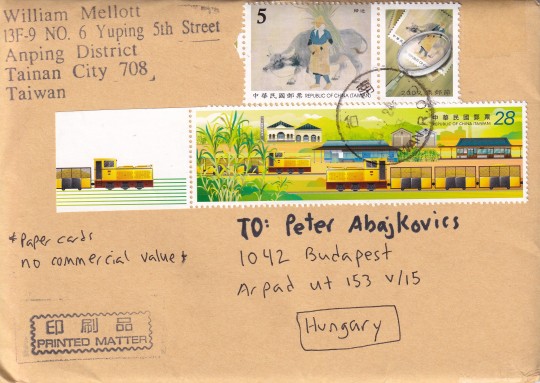 William Mellott
13F-9 NO. 6 Yuping 5th Street
Anping District
Tainan City 708,
Taiwan
5
中華民國郵票 REPUBLIC OF CHINA (TAIWAN)
中華民國郵票
REPUBLIC OF CHINA (TAIWAN)
28
TO: Peter Abajkovics
1042 Budapest
Arpad ut 153 V/15
Hungary
*Paper cards
no commercial value*
印刷品
PRINTED MATTER